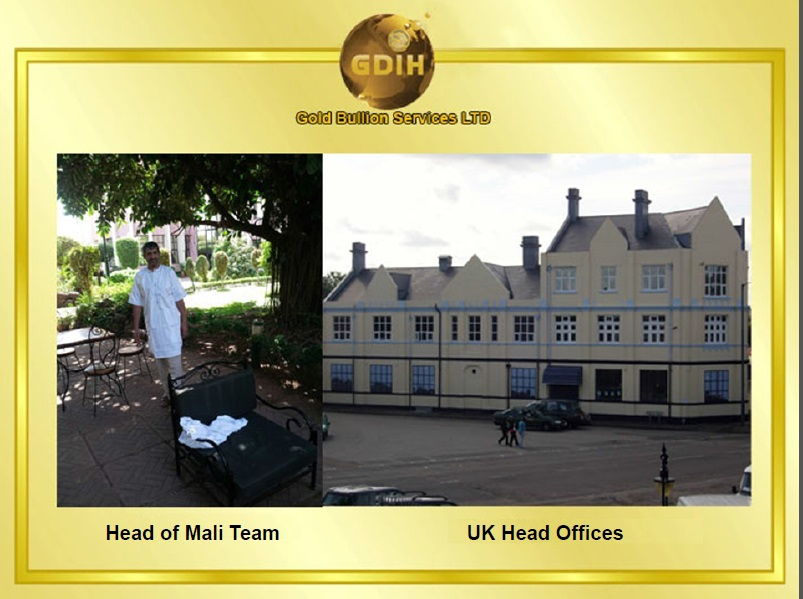 GDIH
Gold Bullion Services LTD
Head of Mali Team
UK Head Offices